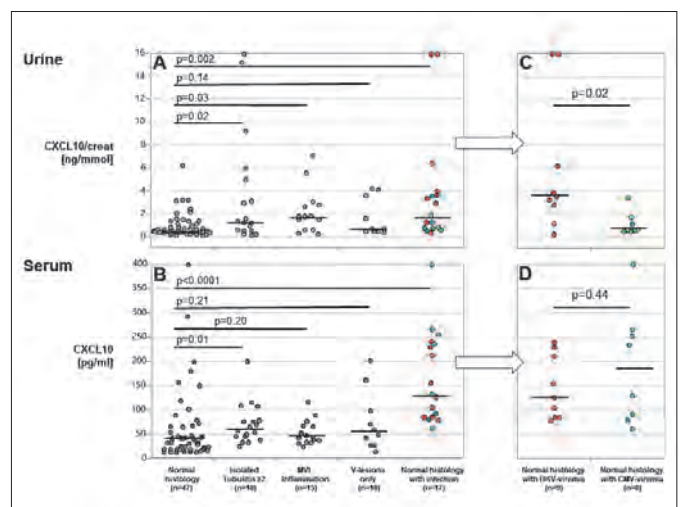 Urine
CXCL10/creat
[ng/mmol]
A
16
14
12
10
8
6
4
2
0
p=0.002
p=0.14
p=0.03
p=0.02
C
p=0.02
Serum
CXCL10
[pg/ml]
B
400
350
300
250
200
150
100
50
0
p<0.0001
p=0.21
p=0.20
p=0.01
D
p=0.44
Normal
histology
Isolated
Tubulitis
MVI
Inflammation
V-lesions
only
Normal histology
with infection
Normal histology
with
Normal histology
with CMV-viremia